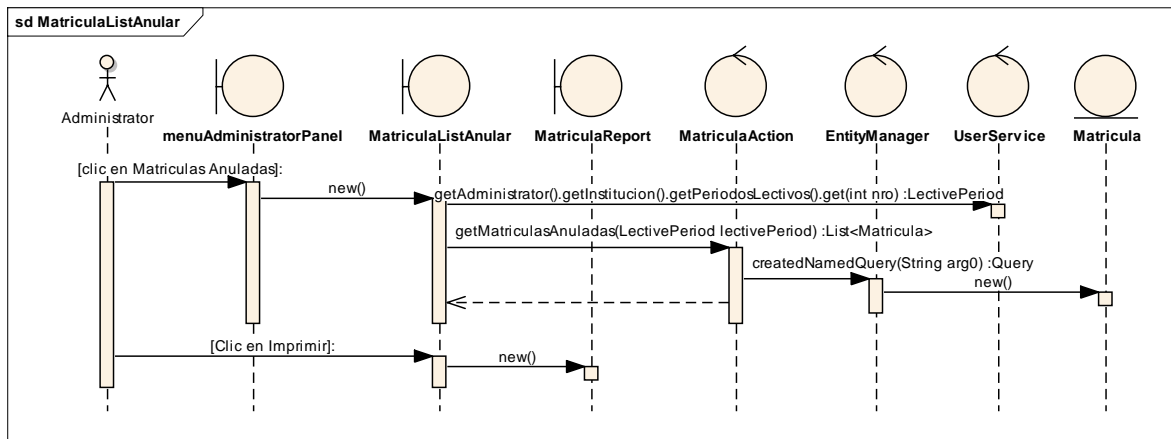 sd MatriculaListAnular
Administrator
menuAdministratorPanel
MatriculaListAnular
MatriculaReport
MatriculaAction
EntityManager
UserService
Matricula
[clic en Matriculas Anuladas]:
new()
getAdministrator().getInstitucion().getPeriodosLectivos().get(int nro) :LectivePeriod
getMatriculasAnuladas(LectivePeriod lectivePeriod) :List<Matricula>
createdNamedQuery(String arg0) :Query
new()
[Clic en Imprimir]:
new()